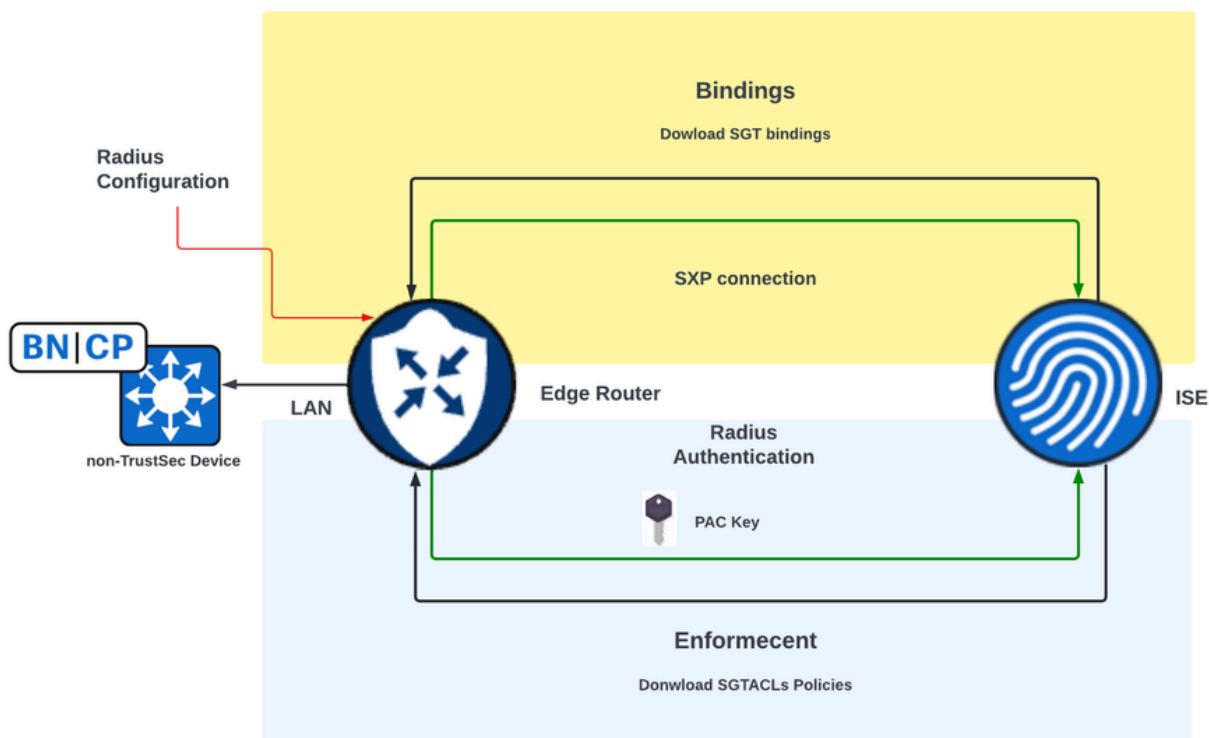 Bindings
Dowload SGT bindings
Radius
Configuration
SXP connection
BN|CP
Edge Router
ISE
LAN
non-TrustSec Device
Radius
Authentication
PAC Key
Enformecent
Donwload SGTACLs Policies